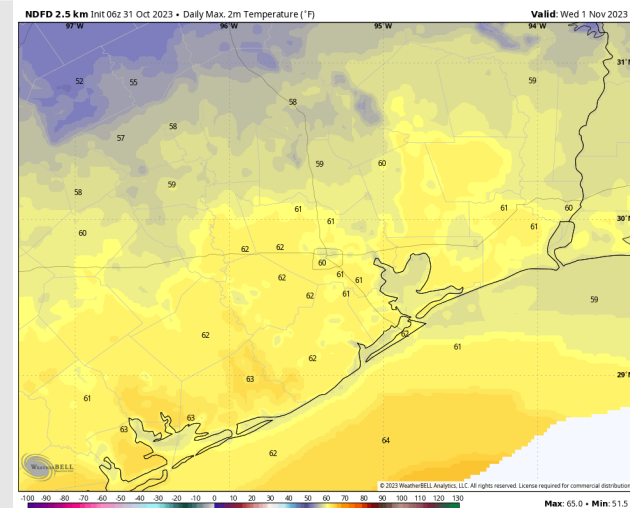 NDFD 2.5 km Init 06z 31 Oct 2023 • Daily Max. 2m Temperature (°F)
Valid: Wed 1 Nov 2023
97°W 96°W 95°W 94°W
31°N
52 55 59
58
58
57
59 60
59
58
61 61 60
61 61
60
62 62
60
61
62 61
62 61
59
62 62
61
62
63
61
63
63
64
62
29°N
30°N
WeatherBELL
© 2023 WeatherBELL Analytics, LLC. All rights reserved. License required for commercial distribution
-100 -90 -80 -70 -60 -50 -40 -30 -20 -10 0 10 20 30 40 50 60 70 80 90 100 110 120 130
Max: 65.0 • Min: 51.5